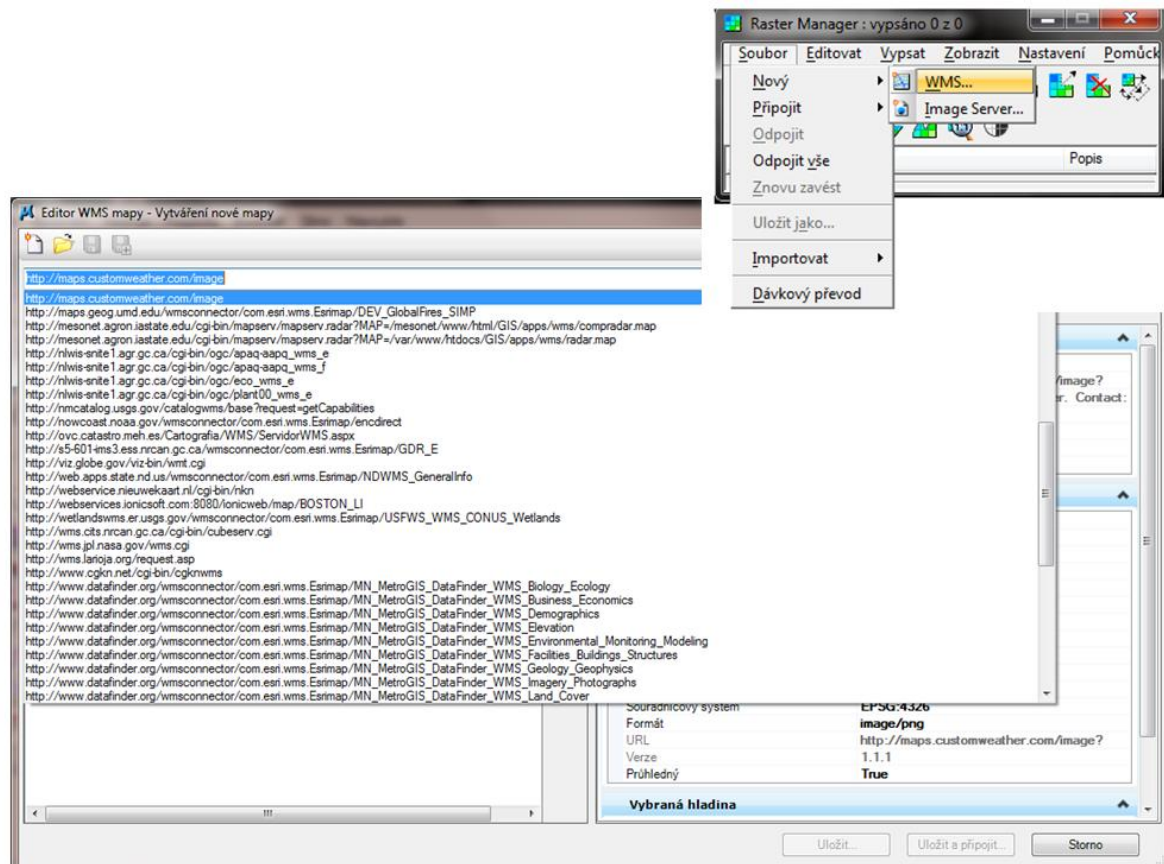 Raster Manager : vypsáno 0 z 0
Soubor Editovat Vypsat Zobrazit Nastavení Pomůck
Nový
WMS...
Připojit
Image Server...
Odpojit
Odpojit vše
Popis
Znovu zavést
Uložit jako...
Importovat
Dávkový převod
Editor WMS mapy - Vytváření nové mapy
http://maps.customweather.com/image
http://maps.customweather.com/image
http://maps.geog.umd.edu/wmsconnector/com.esri.wms.Esrimap/DEV_GlobalFires_SIMP
http://mesonet.agron.iastate.edu/cgi-bin/mapserv/mapserv.radar?MAP=/mesonet/www/html/GIS/apps/wms/compradar.map
http://mesonet.agron.iastate.edu/cgi-bin/mapserv/mapserv.radar?MAP=/var/www/htdocs/GIS/apps/wms/radar.map
http://nlwis-snite1.agr.gc.ca/cgi-bin/ogc/apaq-aapq_wms_e
http://nlwis-snite1.agr.gc.ca/cgi-bin/ogc/apaq-aapq_wms_f
http://nlwis-snite1.agr.gc.ca/cgi-bin/ogc/eco_wms_e
http://nlwis-snite1.agr.gc.ca/cgi-bin/ogc/plant00_wms_e
http://nmcatalog.usgs.gov/catalogwms/base?request=getCapabilities
http://nowcoast.noaa.gov/wmsconnector/com.esri.wms.Esrimap/encdirect
http://ovc.catastro.meh.es/Cartografia/WMS/ServidorWMS.aspx
http://s5-601-ims3.ess.nrcan.gc.ca/wmsconnector/com.esri.wms.Esrimap/GDR_E
http://viz.globe.gov/viz-bin/wmt.cgi
http://web.apps.state.nd.us/wmsconnector/com.esri.wms.Esrimap/NDWMS_GeneralInfo
http://webservice.nieuwekaart.nl/cgi-bin/nkn
http://webservices.ionicsoft.com:8080/ionicweb/map/BOSTON_LI
http://wetlandswms.er.usgs.gov/wmsconnector/com.esri.wms.Esrimap/USFWS_WMS_CONUS_Wetlands
http://wms.cits.nrcan.gc.ca/cgi-bin/cubeserv.cgi
http://wms.jpl.nasa.gov/wms.cgi
http://wms.larioja.org/request.asp
http://www.cgkn.net/cgi-bin/cgknwms
http://www.datafinder.org/wmsconnector/com.esri.wms.Esrimap/MN_MetroGIS_DataFinder_WMS_Biology_Ecology
http://www.datafinder.org/wmsconnector/com.esri.wms.Esrimap/MN_MetroGIS_DataFinder_WMS_Business_Economics
http://www.datafinder.org/wmsconnector/com.esri.wms.Esrimap/MN_MetroGIS_DataFinder_WMS_Demographics
http://www.datafinder.org/wmsconnector/com.esri.wms.Esrimap/MN_MetroGIS_DataFinder_WMS_Elevation
http://www.datafinder.org/wmsconnector/com.esri.wms.Esrimap/MN_MetroGIS_DataFinder_WMS_Environmental_Monitoring_Modeling
http://www.datafinder.org/wmsconnector/com.esri.wms.Esrimap/MN_MetroGIS_DataFinder_WMS_Facilities_Buildings_Structures
http://www.datafinder.org/wmsconnector/com.esri.wms.Esrimap/MN_MetroGIS_DataFinder_WMS_Geology_Geophysics
http://www.datafinder.org/wmsconnector/com.esri.wms.Esrimap/MN_MetroGIS_DataFinder_WMS_Imagery_Photographs
http://www.datafinder.org/wmsconnector/com.esri.wms.Esrimap/MN_MetroGIS_DataFinder_WMS_Land_Cover
/image?
er. Contact:
Souřadnicový systém EPSG:4326
Formát image/png
URL http://maps.customweather.com/image?
Verze 1.1.1
Průhledný True
Vybraná hladina
Uložit... Uložit a připojit... Storno